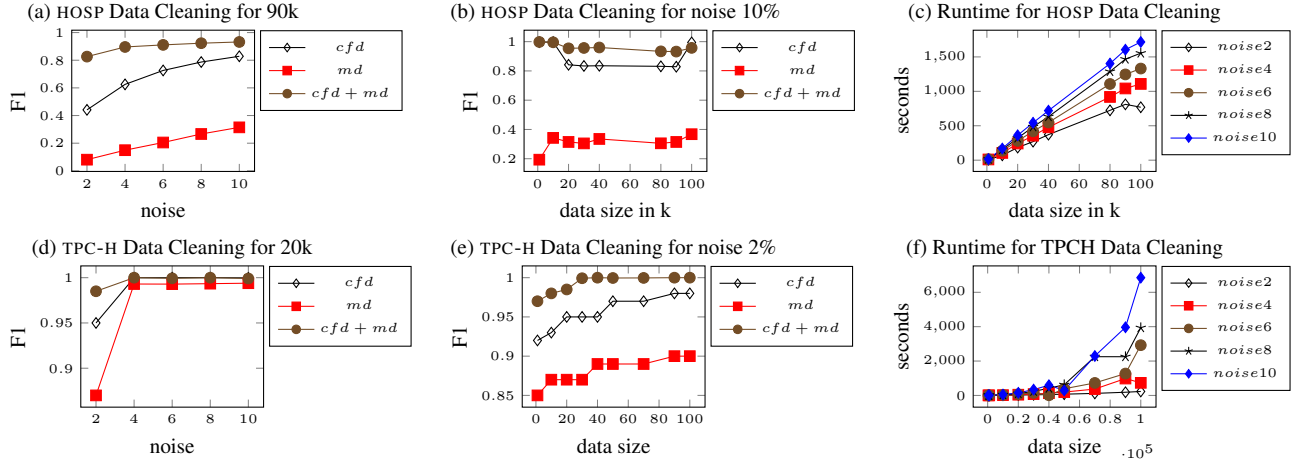 (a) HOSP Data Cleaning for 90k
1
0.8
0.6
0.4
0.2
0
2 4 6 8 10
F1
noise
cfd
md
cfd + md
(b) HOSP Data Cleaning for noise 10%
1
0.8
0.6
0.4
0.2
0 20 40 60 80 100
F1
data size in k
cfd
md
cfd + md
(c) Runtime for HOSP Data Cleaning
1,500
1,000
500
0
0 20 40 60 80 100
seconds
data size in k
noise2
noise4
noise6
noise8
noise10
(d) TPC-H Data Cleaning for 20k
1
0.95
0.9
2 4 6 8 10
F1
noise
cfd
md
cfd + md
(e) TPC-H Data Cleaning for noise 2%
1
0.95
0.9
0.85
0 20 40 60 80 100
F1
data size
cfd
md
cfd + md
(f) Runtime for TPCH Data Cleaning
6,000
4,000
2,000
0
0 0.2 0.4 0.6 0.8 1
·10⁵
seconds
data size
noise2
noise4
noise6
noise8
noise10